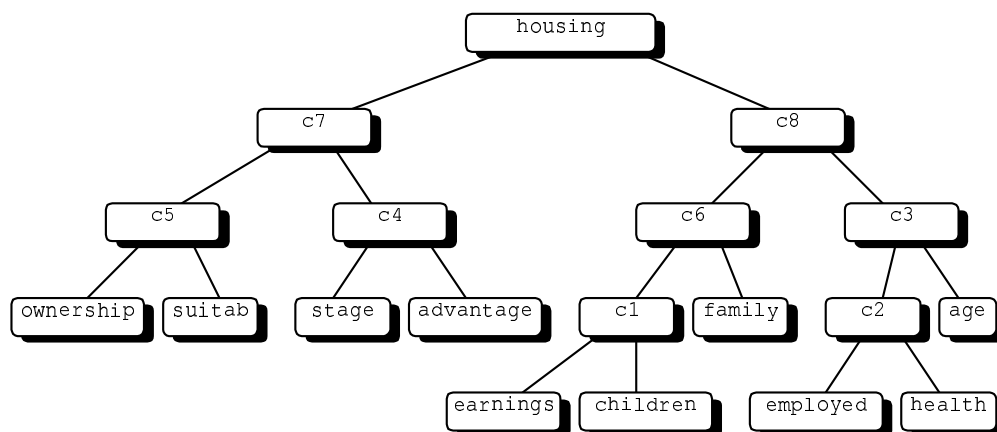 housing
c7
c8
c5
c4
c6
c3
ownership
suitab
stage
advantage
c1
family
c2
age
earnings
children
employed
health